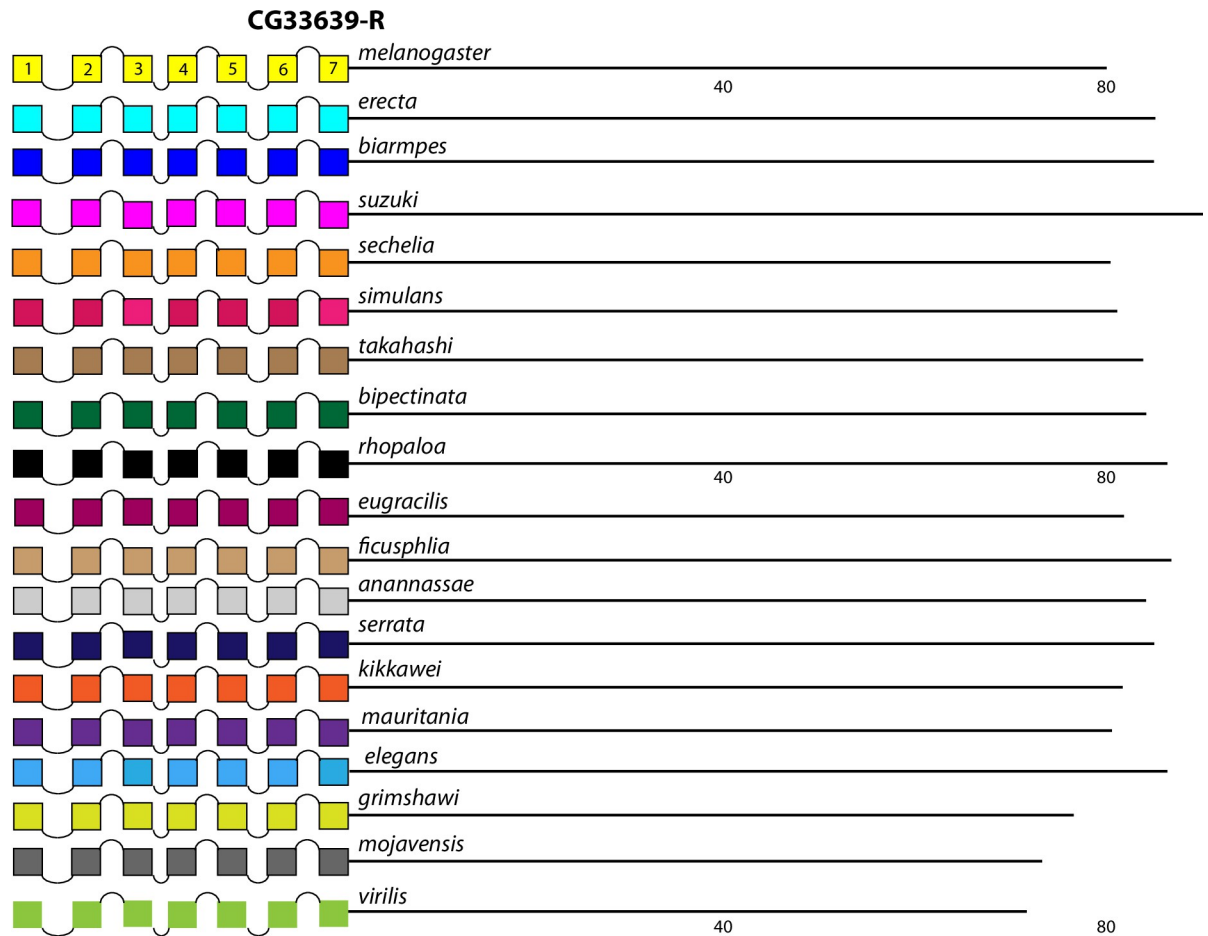 CG33639-R
melanogaster
1 2 3 4 5 6 7
40 80
erecta
biarmpes
suzuki
sechelia
simulans
takahashi
bipectinata
rhopaloa
40 80
eugracilis
ficusphlia
anannassae
serrata
kikkawei
mauritania
elegans
grimshawi
mojavensis
virilis
40 80